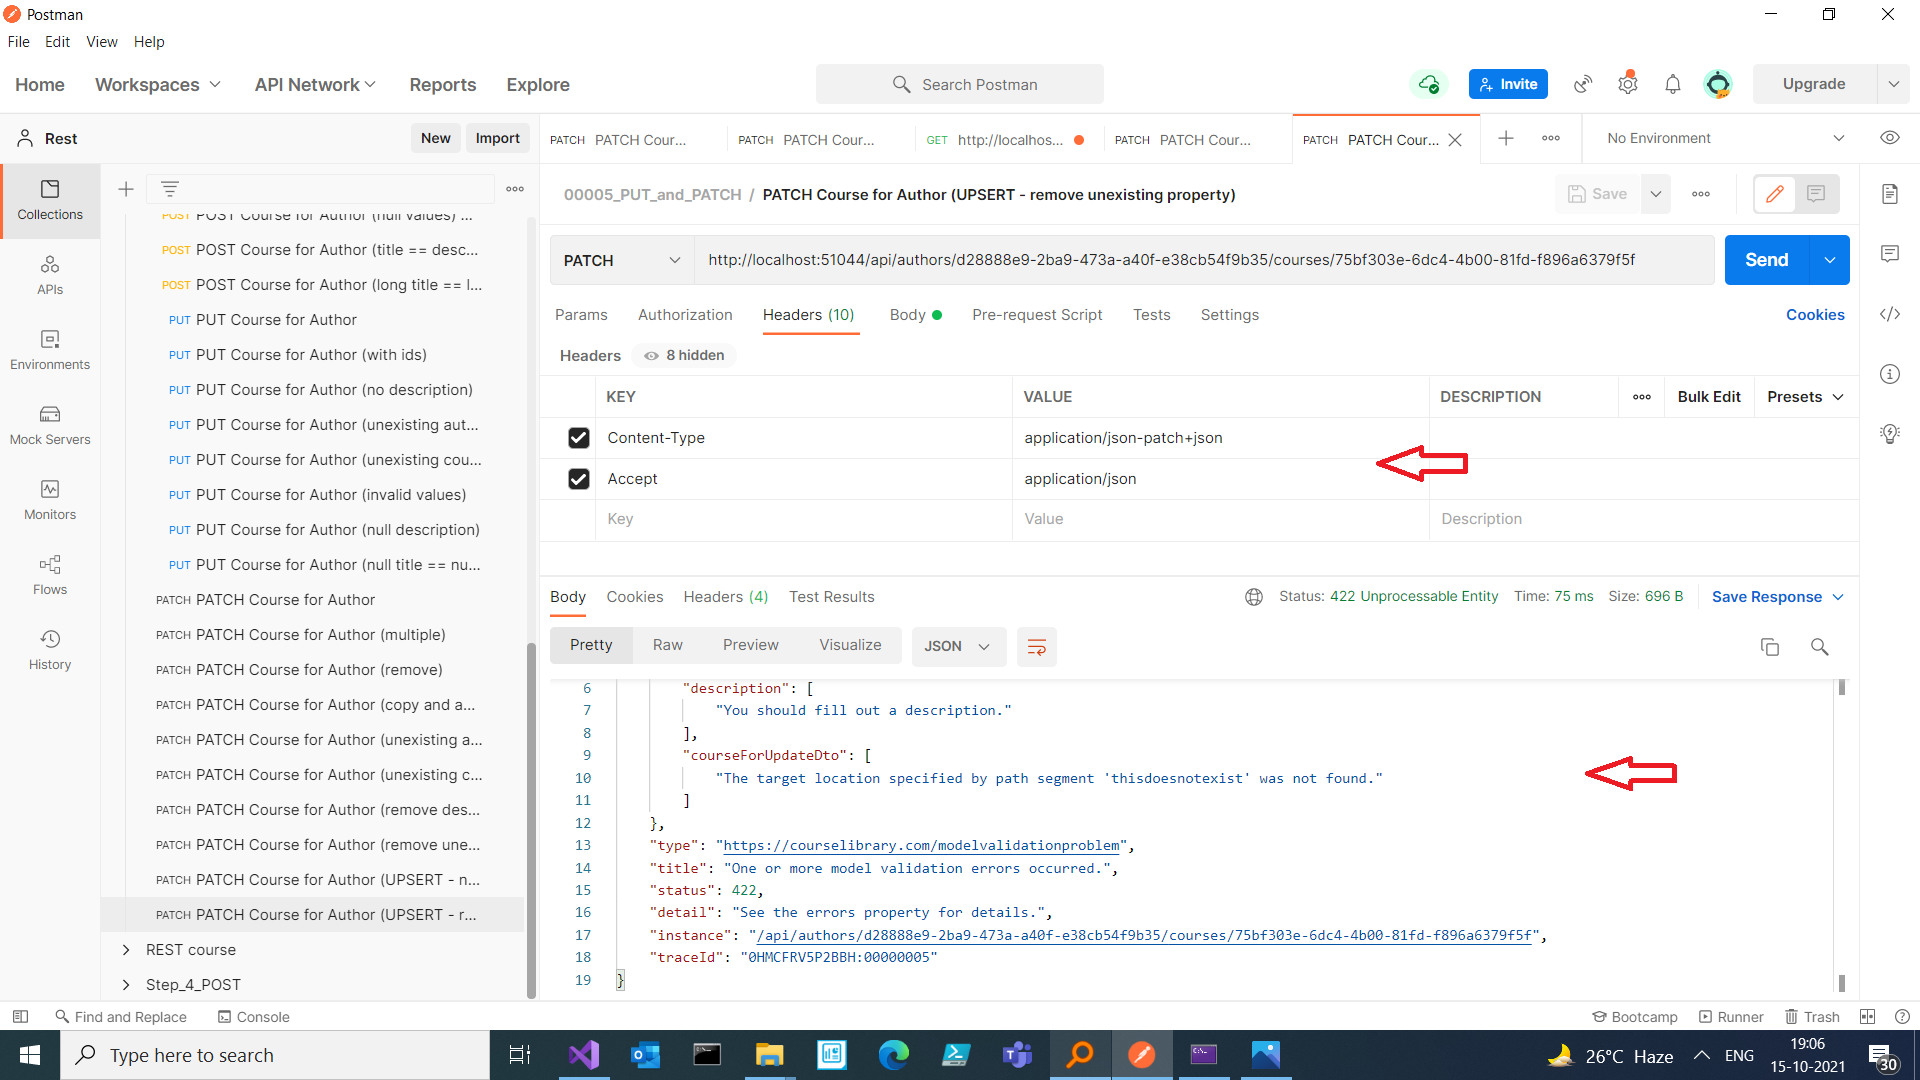 Postman
File Edit View Help
Home Workspaces API Network Reports Explore
Search Postman
Invite
Upgrade
Rest
New Import
PATCH PATCH Cour...
PATCH PATCH Cour...
GET http://localhos...
PATCH PATCH Cour...
PATCH PATCH Cour...
No Environment
Collections
APIs
Environments
Mock Servers
Monitors
Flows
History
POST POST Course for Author (null values) ...
POST POST Course for Author (title == desc...
POST POST Course for Author (long title == l...
PUT PUT Course for Author
PUT PUT Course for Author (with ids)
PUT PUT Course for Author (no description)
PUT PUT Course for Author (unexisting aut...
PUT PUT Course for Author (unexisting cou...
PUT PUT Course for Author (invalid values)
PUT PUT Course for Author (null description)
PUT PUT Course for Author (null title == nu...
PATCH PATCH Course for Author
PATCH PATCH Course for Author (multiple)
PATCH PATCH Course for Author (remove)
PATCH PATCH Course for Author (copy and a...
PATCH PATCH Course for Author (unexisting a...
PATCH PATCH Course for Author (unexisting c...
PATCH PATCH Course for Author (remove des...
PATCH PATCH Course for Author (remove une...
PATCH PATCH Course for Author (UPSERT - n...
PATCH PATCH Course for Author (UPSERT - r...
REST course
Step_4_POST
00005_PUT_and_PATCH / PATCH Course for Author (UPSERT - remove unexisting property)
Save
PATCH http://localhost:51044/api/authors/d28888e9-2ba9-473a-a40f-e38cb54f9b35/courses/75bf303e-6dc4-4b00-81fd-f896a6379f5f
Send
Params Authorization Headers (10) Body Pre-request Script Tests Settings Cookies
Headers 8 hidden
KEY VALUE DESCRIPTION Bulk Edit Presets
Content-Type application/json-patch+json
Accept application/json
Key Value Description
Body Cookies Headers (4) Test Results Status: 422 Unprocessable Entity Time: 75 ms Size: 696 B Save Response
Pretty Raw Preview Visualize JSON
6 "description": [
7 "You should fill out a description."
8 ],
9 "courseForUpdateDto": [
10 "The target location specified by path segment 'thisdoesnotexist' was not found."
11 ]
12 },
13 "type": "https://courselibrary.com/modelvalidationproblem",
14 "title": "One or more model validation errors occurred.",
15 "status": 422,
16 "detail": "See the errors property for details.",
17 "instance": "/api/authors/d28888e9-2ba9-473a-a40f-e38cb54f9b35/courses/75bf303e-6dc4-4b00-81fd-f896a6379f5f",
18 "traceId": "0HMCFRV5P2BBH:00000005"
19 }
Find and Replace Console Bootcamp Runner Trash
Type here to search
26°C Haze ENG
19:06
15-10-2021
30